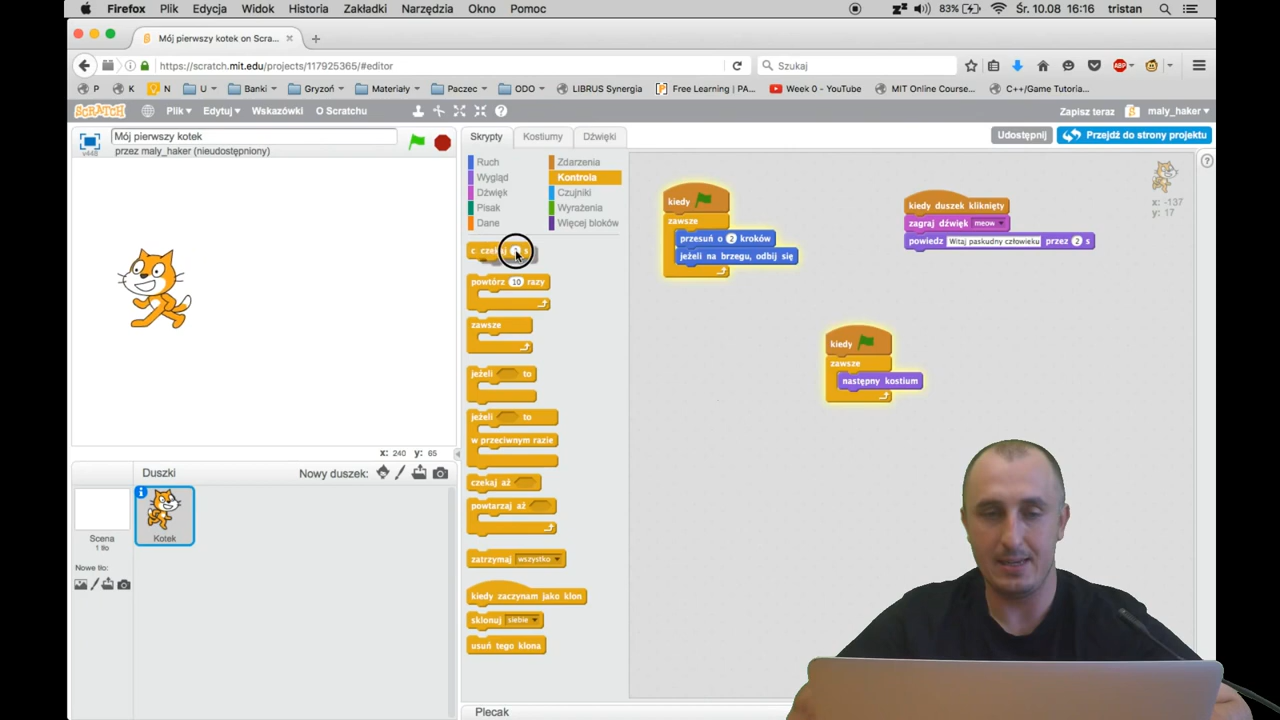 Firefox Plik Edycja Widok Historia Zakładki Narzędzia Okno Pomoc 83% Śr. 10.08 16:16 tristan
Mój pierwszy kotek on Scra...
https://scratch.mit.edu/projects/117925365/#editor
Szukaj
P K N U Banki Gryzoń Materiały Paczec ODO LIBRUS Synergia Free Learning | PA... Week 0 - YouTube MIT Online Course... C++/Game Tutoria...
SCRATCH Plik Edytuj Wskazówki O Scratchu Zapisz teraz maly_haker
Mój pierwszy kotek
przez maly_haker (nieudostępniony)
v448
Skrypty Kostiumy Dźwięki
Udostępnij Przejdź do strony projektu
Ruch Zdarzenia
Wygląd Kontrola
Dźwięk Czujniki
Pisak Wyrażenia
Dane Więcej bloków
powtórz 10 razy
zawsze
jeżeli to
jeżeli to
w przeciwnym razie
czekaj aż
powtarzaj aż
zatrzymaj wszystko
kiedy zaczynam jako klon
sklonuj siebie
usuń tego klona
kiedy
zawsze
przesuń o 2 kroków
jeżeli na brzegu, odbij się
kiedy duszek kliknięty
zagraj dźwięk meow
powiedz Witaj paskudny człowieku przez 2 s
kiedy
zawsze
następny kostium
x: -137
y: 17
x: 240 y: 65
Duszki Nowy duszek:
Scena
1 tło
Nowe tło:
Kotek
Plecak